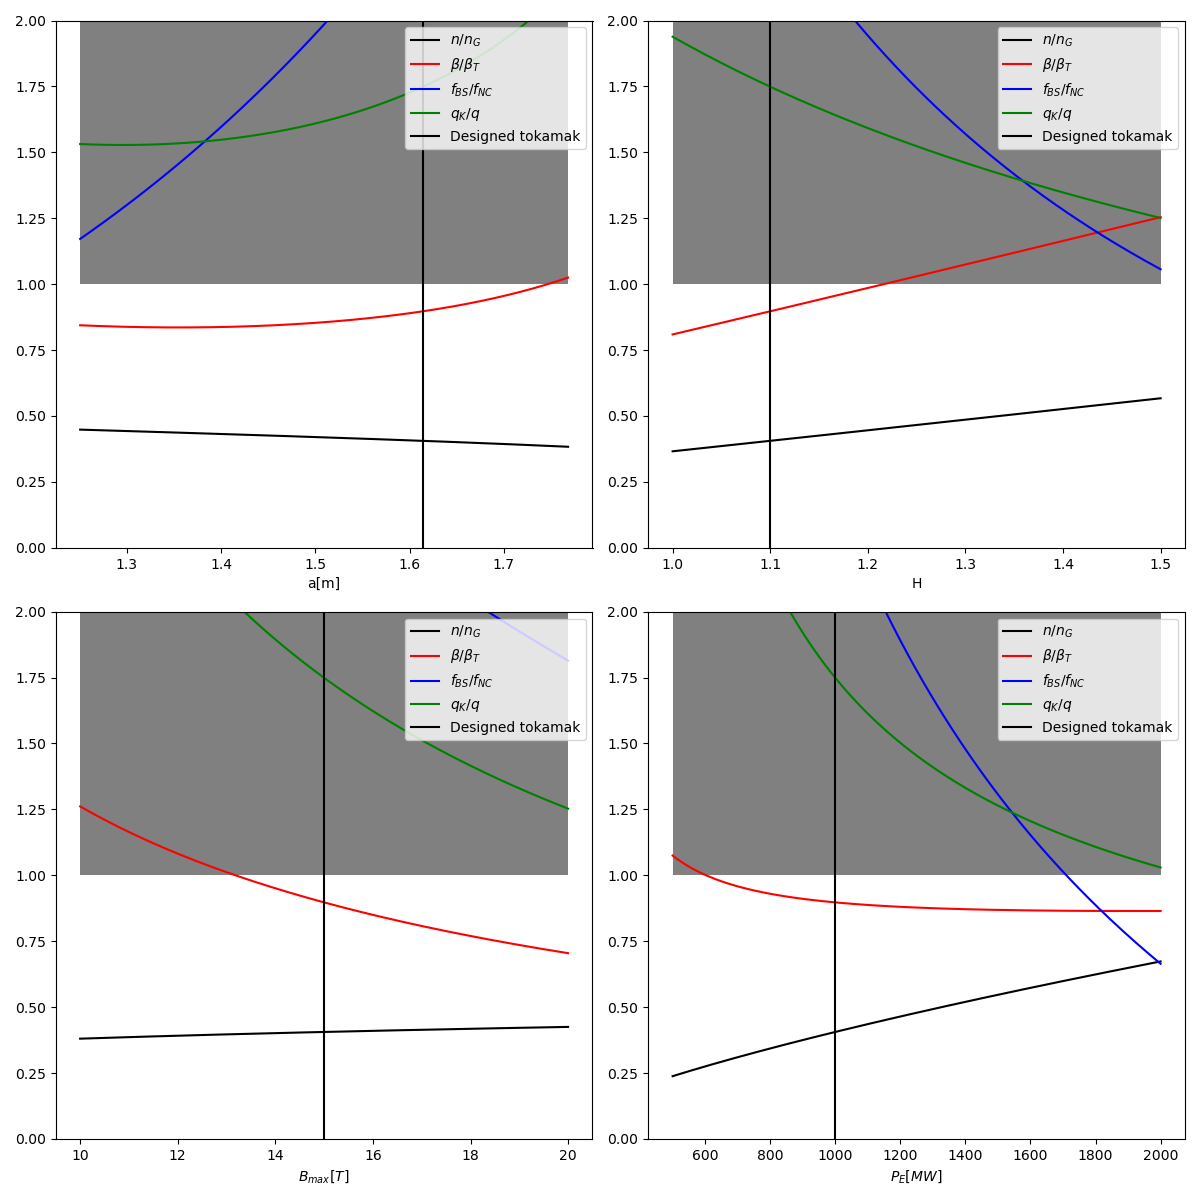 2.00
1.75
1.50
1.25
1.00
0.75
0.50
0.25
0.00
n/n_G
β/β_T
f_BS/f_NC
q_K/q
Designed tokamak
1.3 1.4 1.5 1.6 1.7
a[m]
2.00
1.75
1.50
1.25
1.00
0.75
0.50
0.25
0.00
n/n_G
β/β_T
f_BS/f_NC
q_K/q
Designed tokamak
1.0 1.1 1.2 1.3 1.4 1.5
H
2.00
1.75
1.50
1.25
1.00
0.75
0.50
0.25
0.00
n/n_G
β/β_T
f_BS/f_NC
q_K/q
Designed tokamak
10 12 14 16 18 20
B_max[T]
2.00
1.75
1.50
1.25
1.00
0.75
0.50
0.25
0.00
n/n_G
β/β_T
f_BS/f_NC
q_K/q
Designed tokamak
600 800 1000 1200 1400 1600 1800 2000
P_E[MW]